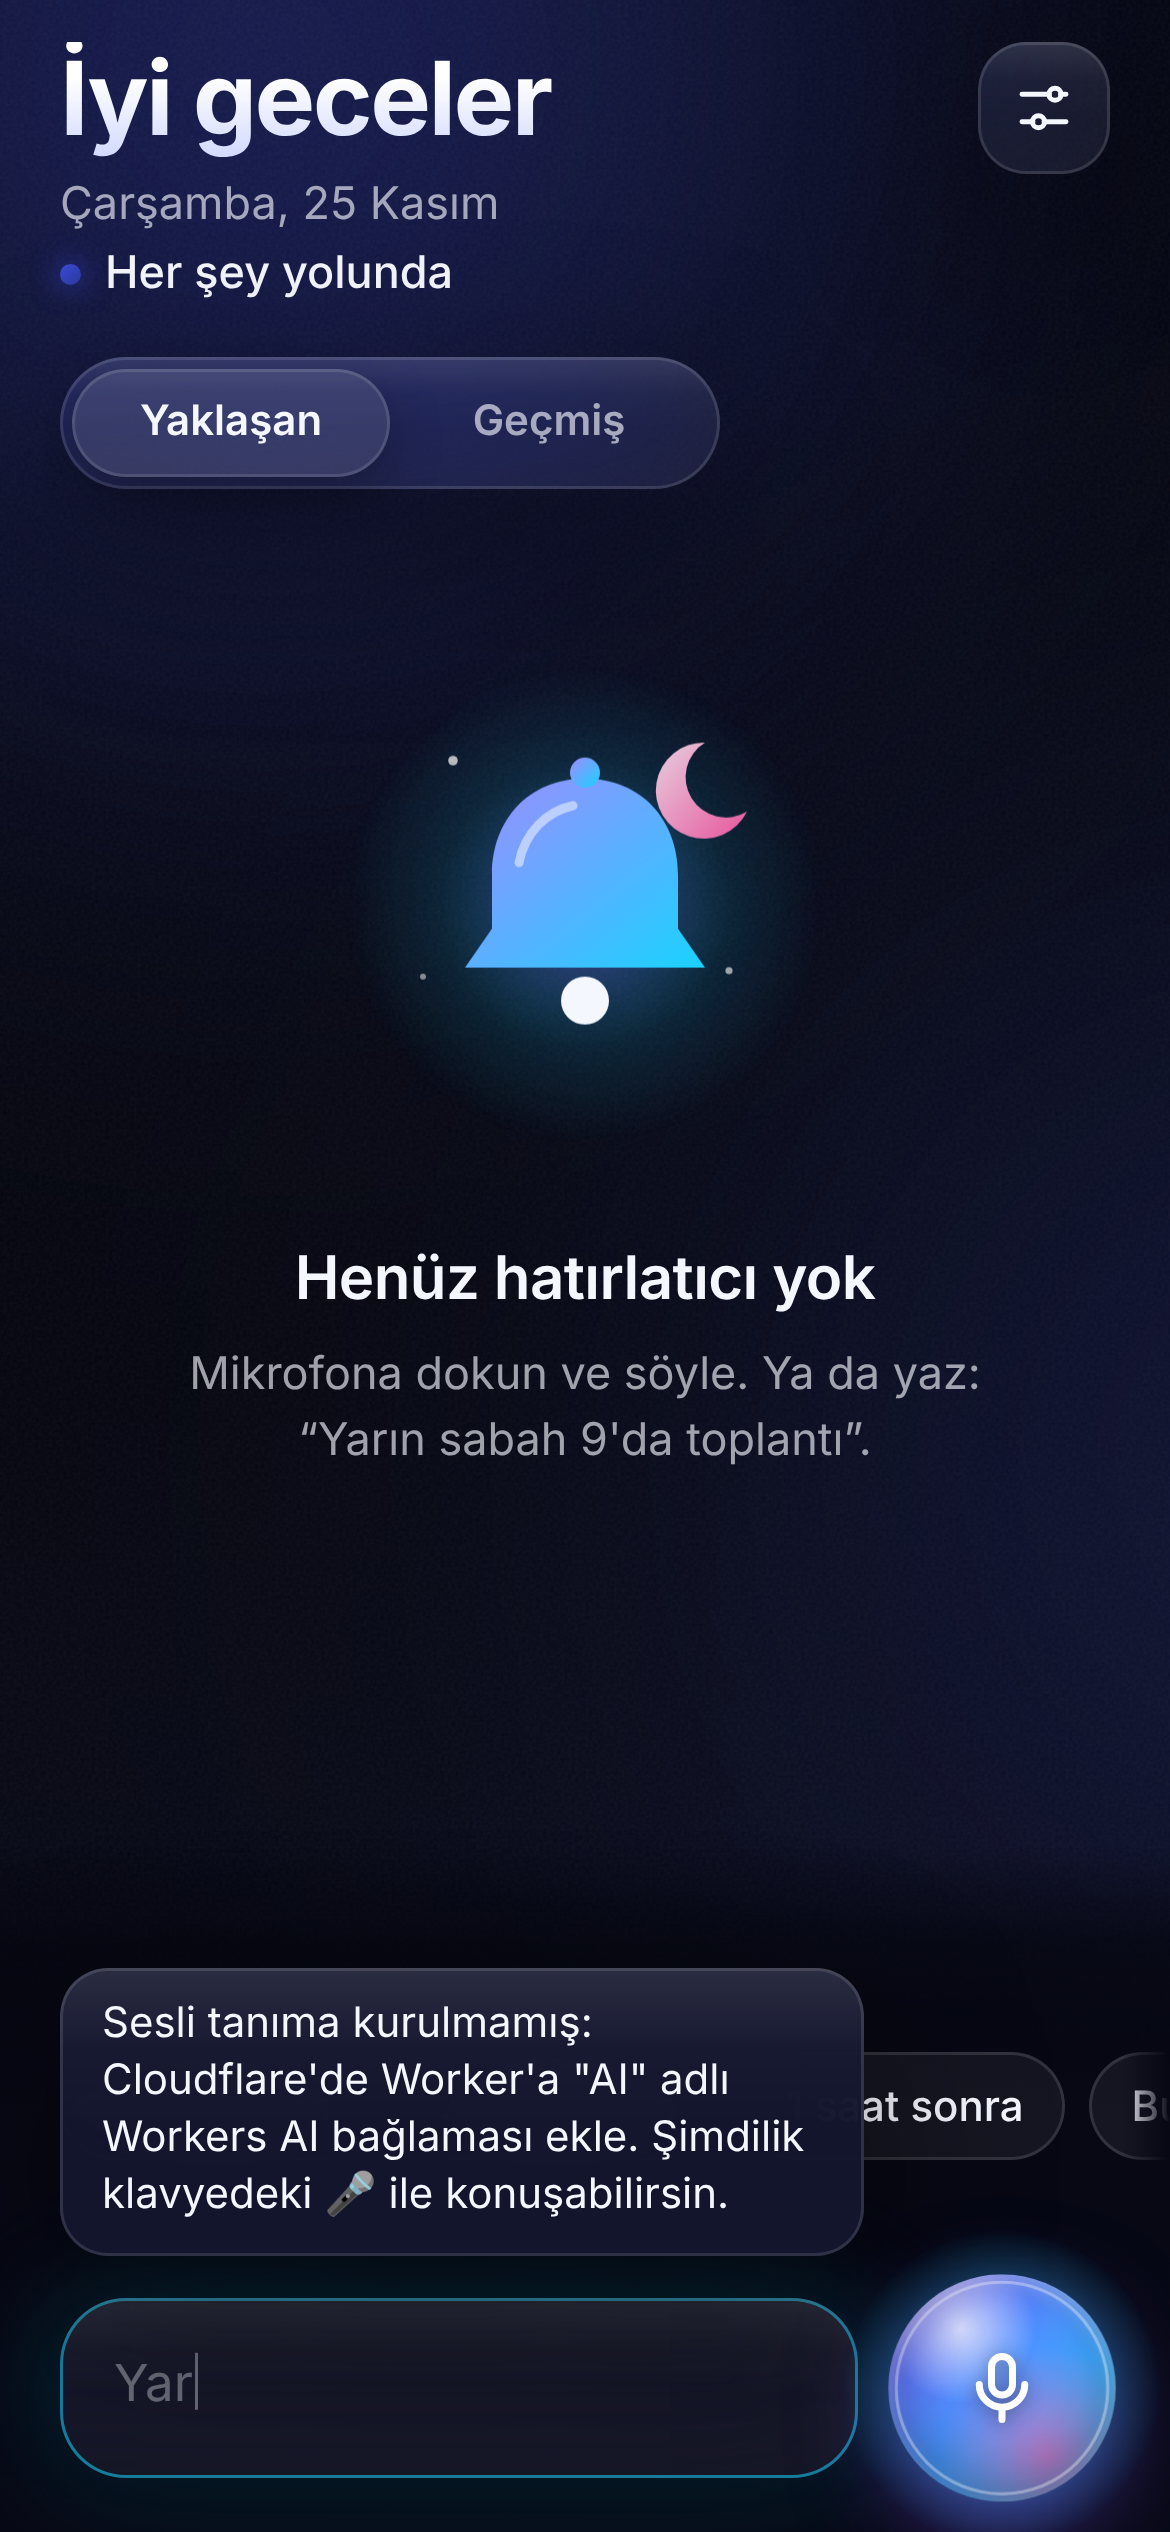 İyi geceler
Çarşamba, 25 Kasım
Her şey yolunda
Yaklaşan
Geçmiş
Henüz hatırlatıcı yok
Mikrofona dokun ve söyle. Ya da yaz:
“Yarın sabah 9'da toplantı”.
Sesli tanıma kurulmamış:
Cloudflare'de Worker'a "AI" adlı
Workers AI bağlaması ekle. Şimdilik
klavyedeki 🎤 ile konuşabilirsin.
saat sonra
Yar